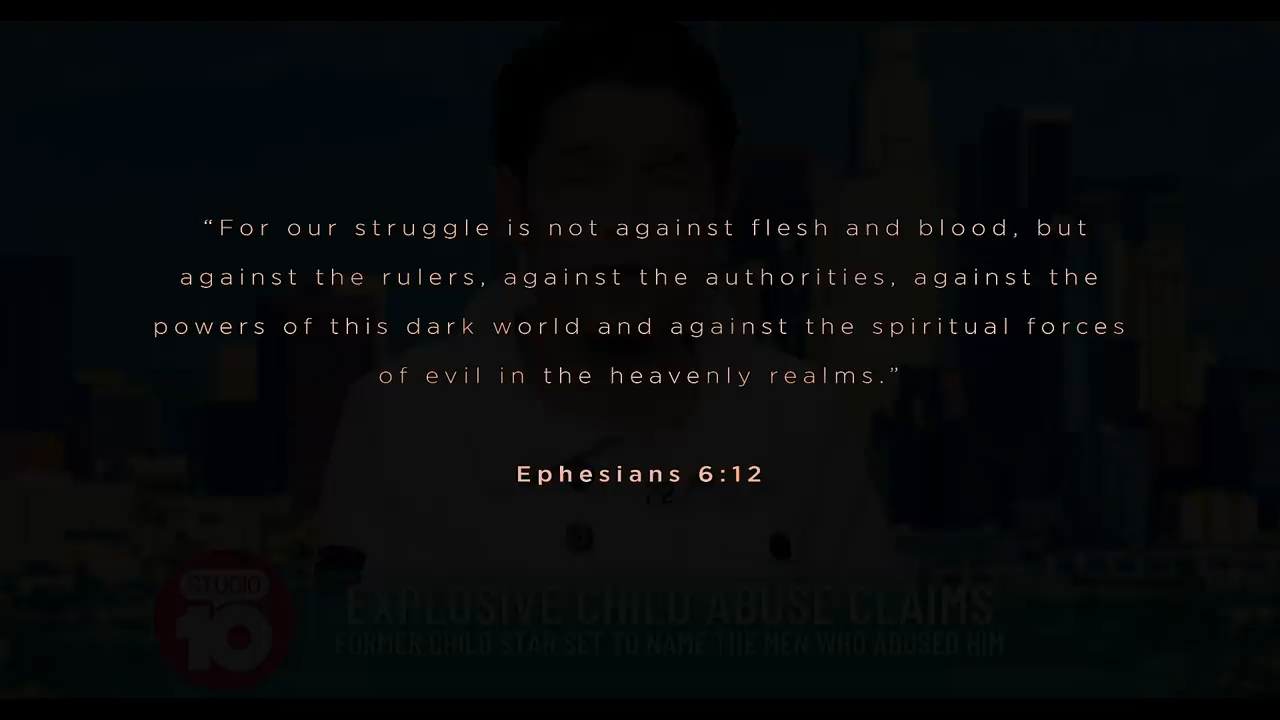 “For our struggle is not against flesh and blood, but
against the rulers, against the authorities, against the
powers of this dark world and against the spiritual forces
of evil in the heavenly realms.”
Ephesians 6:12
STUDIO
10
EXPLOSIVE CHILD ABUSE CLAIMS
FORMER CHILD STAR SET TO NAME THE MEN WHO ABUSED HIM